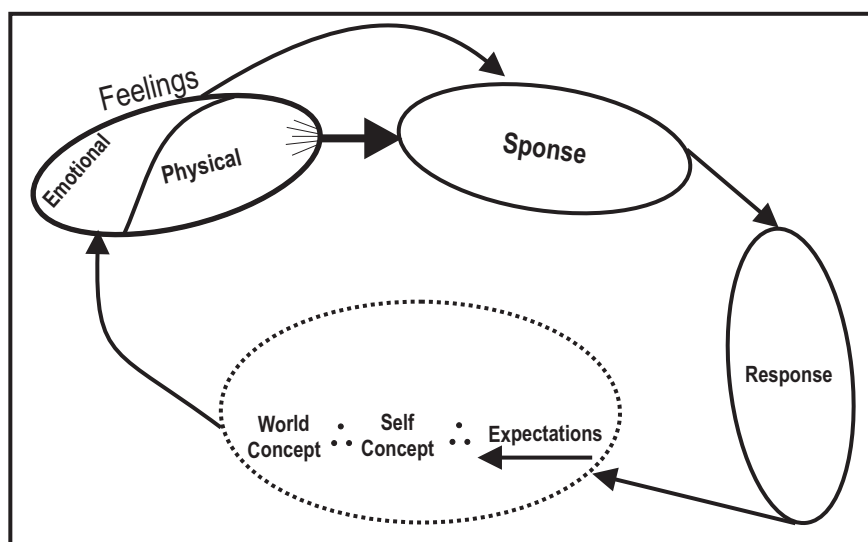 Feelings
Emotional
Physical
Sponse
Response
World
Concept
∴
Self
Concept
∴
Expectations